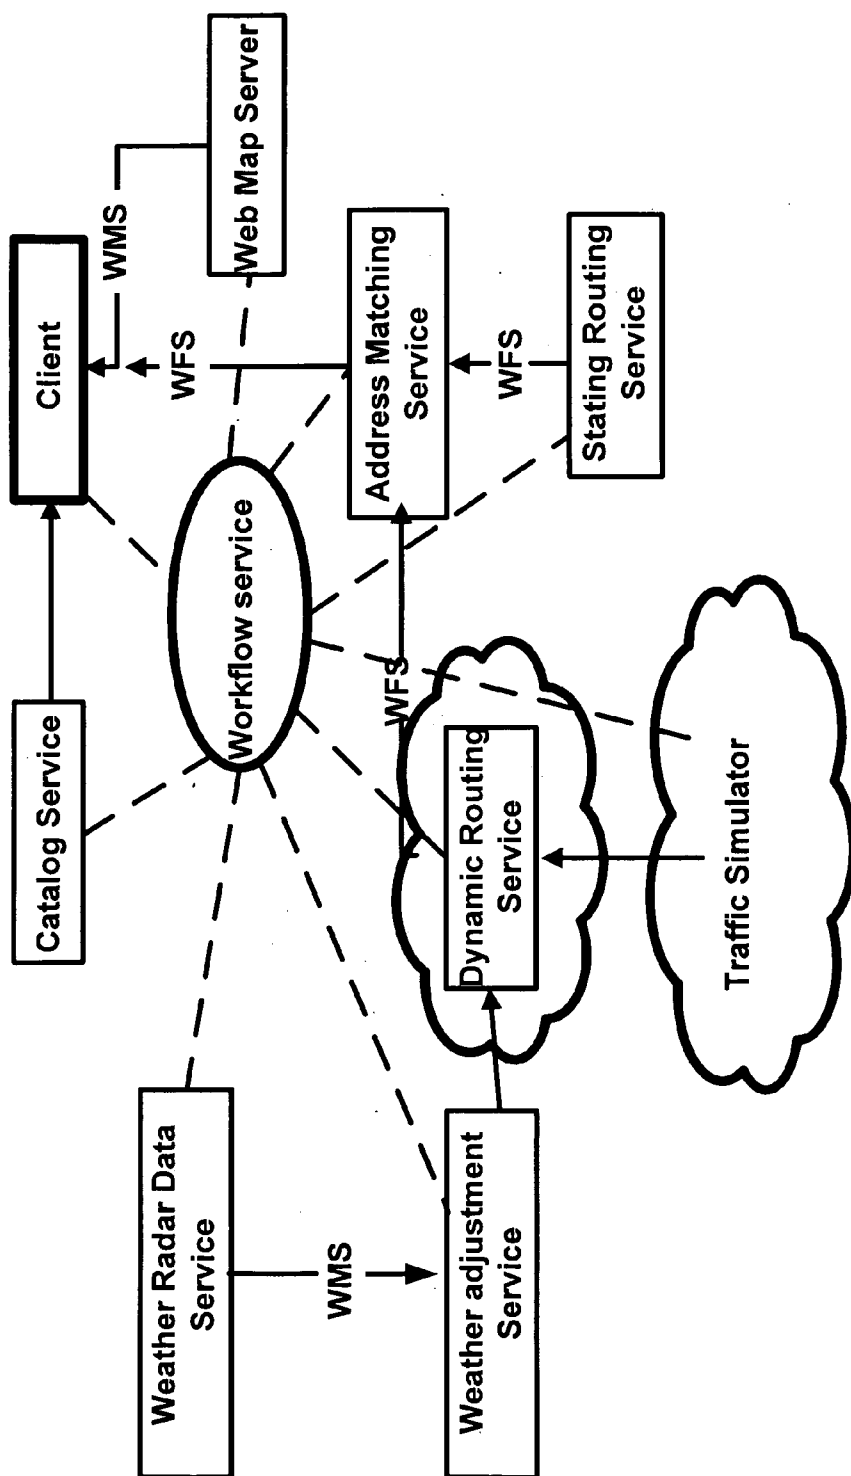 Catalog Service
Client
WMS
Weather Radar Data
Service
WFS
Workflow service
Web Map Server
WMS
WFS
Address Matching
Service
Weather adjustment
Service
Dynamic Routing
Service
WFS
Stating Routing
Service
Traffic Simulator